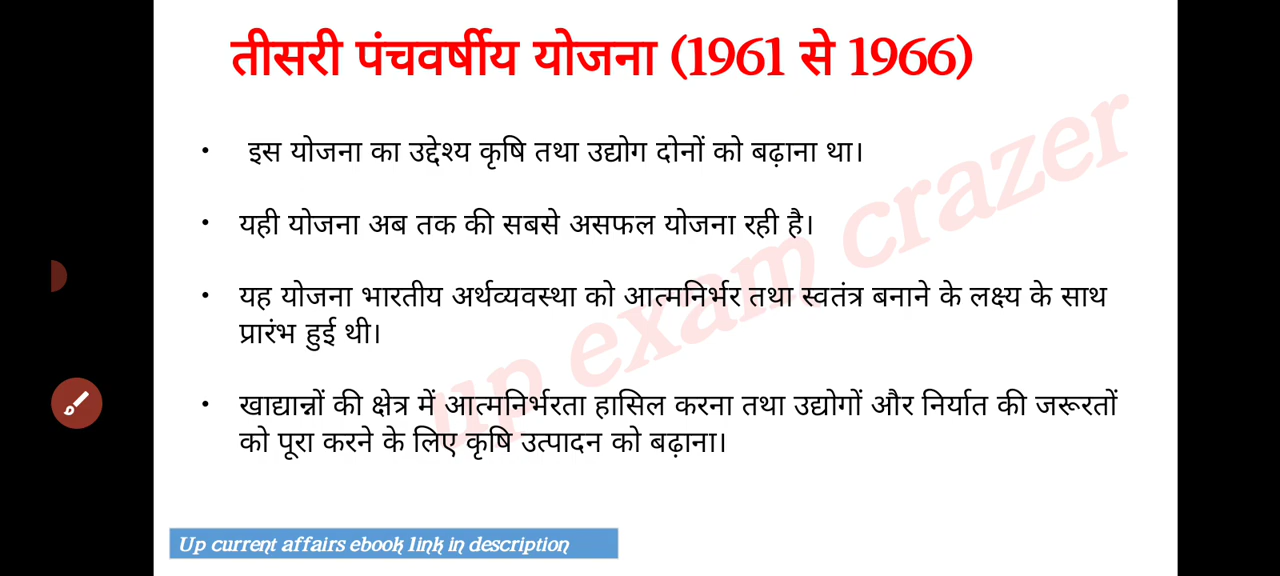 तीसरी पंचवर्षीय योजना (1961 से 1966)
• इस योजना का उद्देश्य कृषि तथा उद्योग दोनों को बढ़ाना था।
• यही योजना अब तक की सबसे असफल योजना रही है।
• यह योजना भारतीय अर्थव्यवस्था को आत्मनिर्भर तथा स्वतंत्र बनाने के लक्ष्य के साथ
प्रारंभ हुई थी।
• खाद्यान्नों की क्षेत्र में आत्मनिर्भरता हासिल करना तथा उद्योगों और निर्यात की जरूरतों
को पूरा करने के लिए कृषि उत्पादन को बढ़ाना।
up exam crazer
Up current affairs ebook link in description